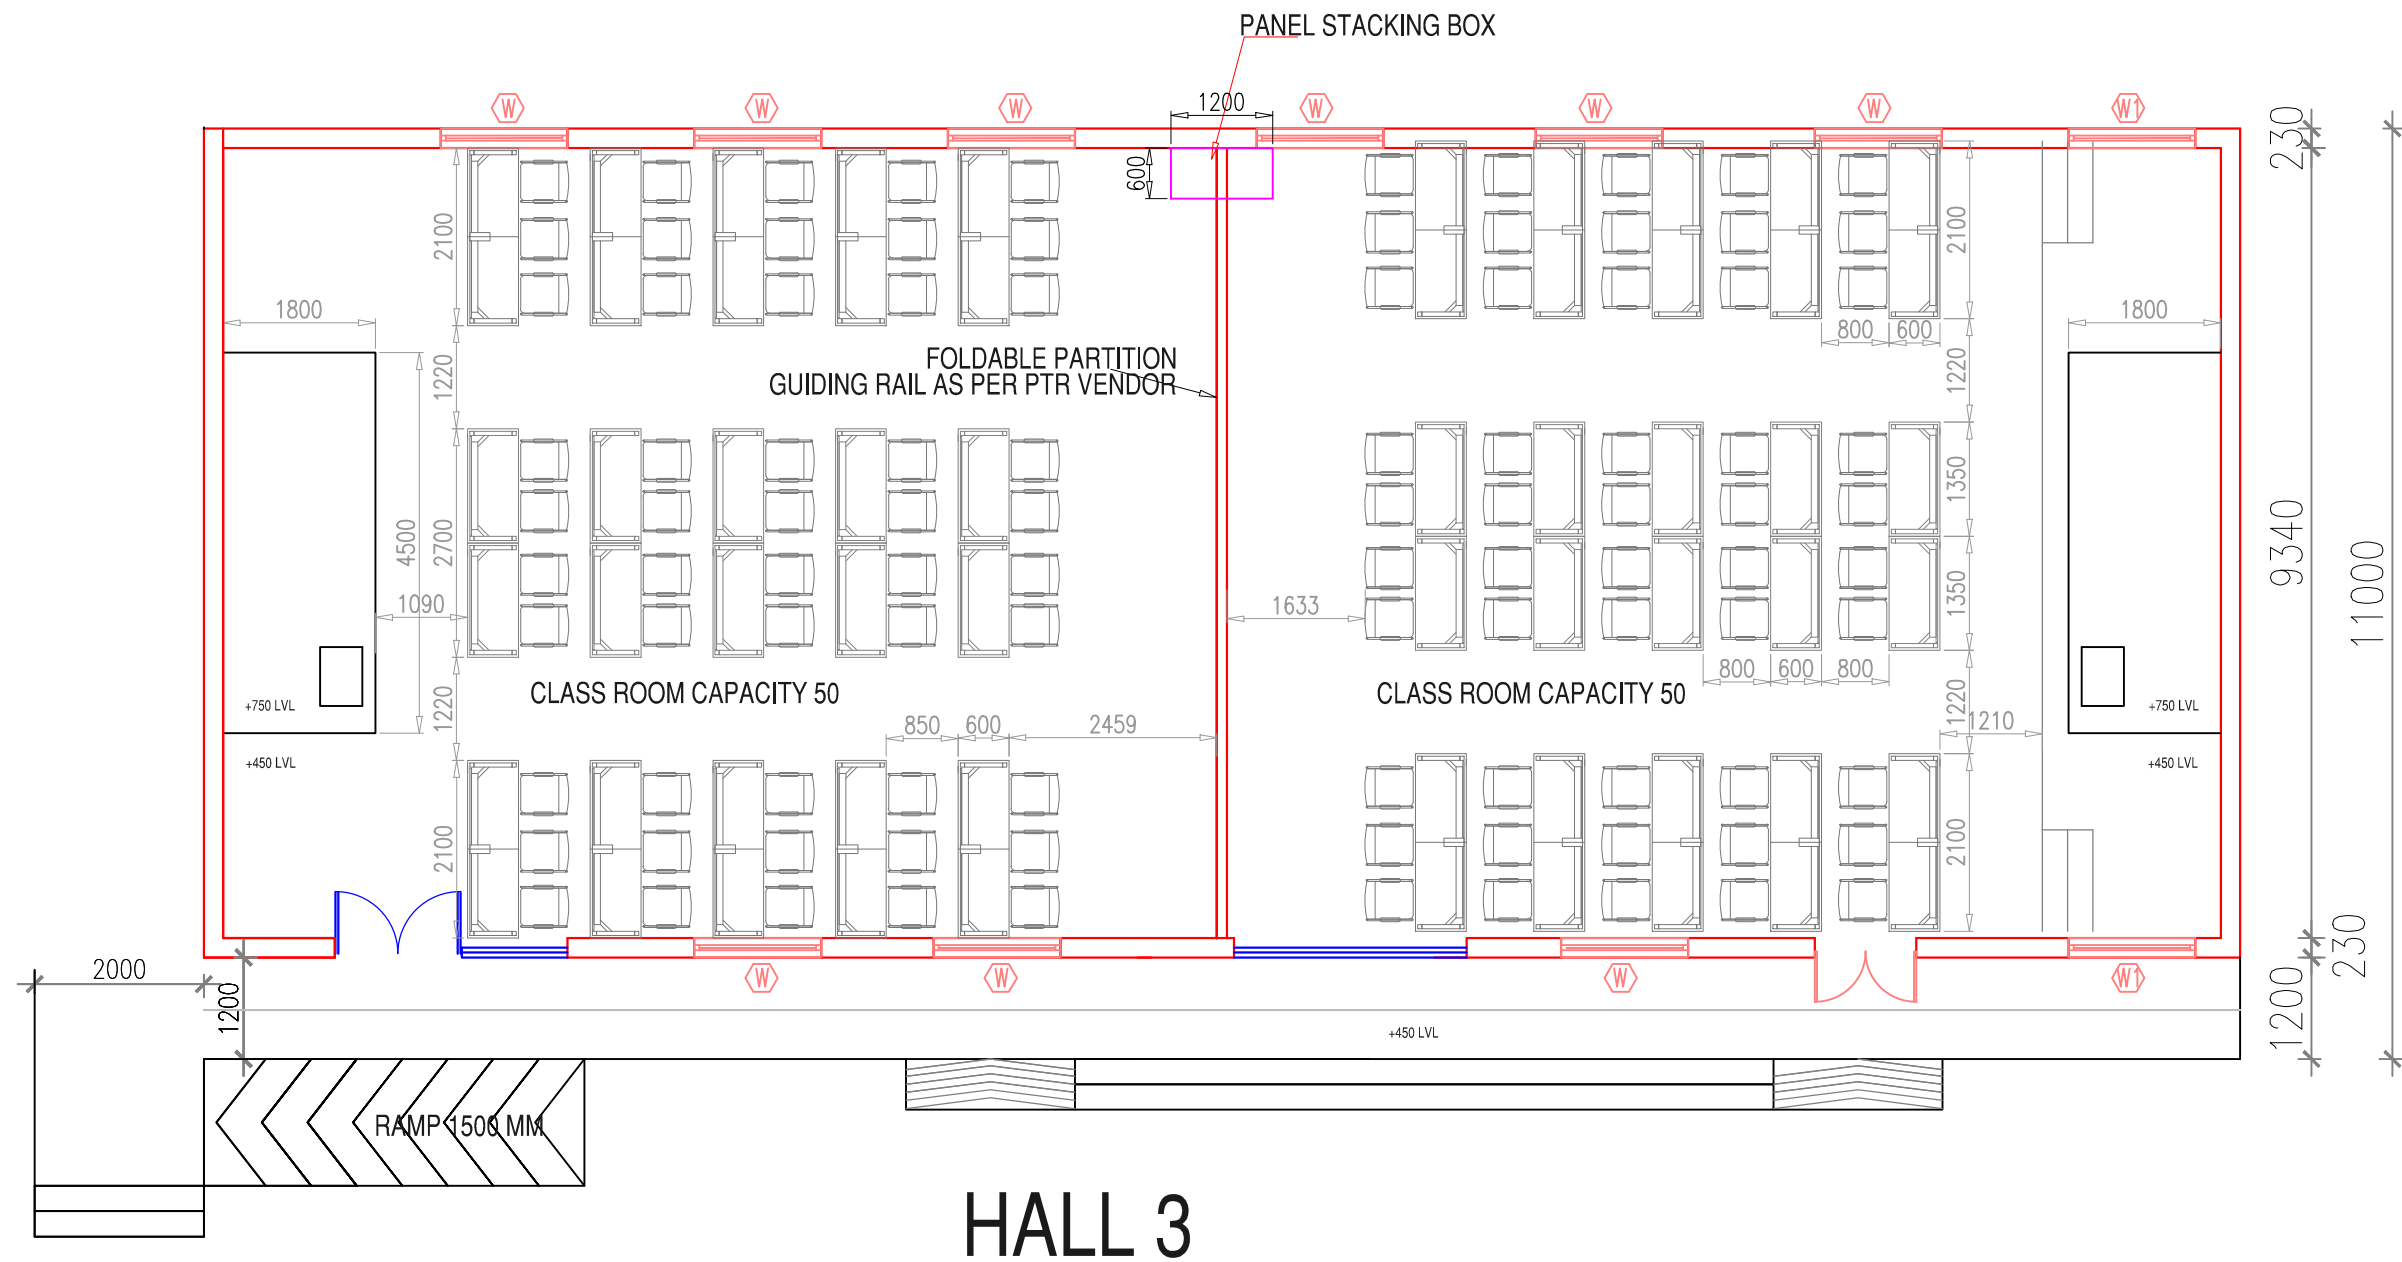 PANEL STACKING BOX
W
W
W
1200
W
W
W
W1
230
600
2100
2100
1800
800
600
1800
FOLDABLE PARTITION
GUIDING RAIL AS PER PTR VENDOR
1220
1220
4500
2700
1350
9340
11000
1090
1633
1350
800
600
800
+750 LVL
CLASS ROOM CAPACITY 50
CLASS ROOM CAPACITY 50
+750 LVL
1220
850
600
2459
1220
1210
+450 LVL
+450 LVL
2100
2100
230
2000
1200
W
W
W
W1
1200
+450 LVL
RAMP 1500 MM
HALL 3